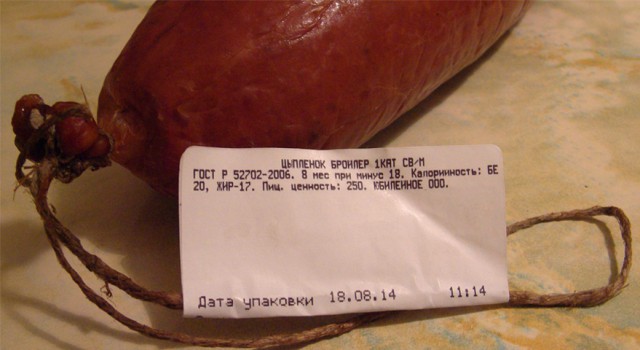 ЦЫПЛЕНОК БРОЙЛЕР 1КАТ СВ/М
ГОСТ Р 52702-2006. 8 мес при минус 18. Калорийность: БЕ
20, ЖИР-17. Пищ. ценность: 250. ЮБИЛЕЙНОЕ ООО.
Дата упаковки 18.08.14 11:14